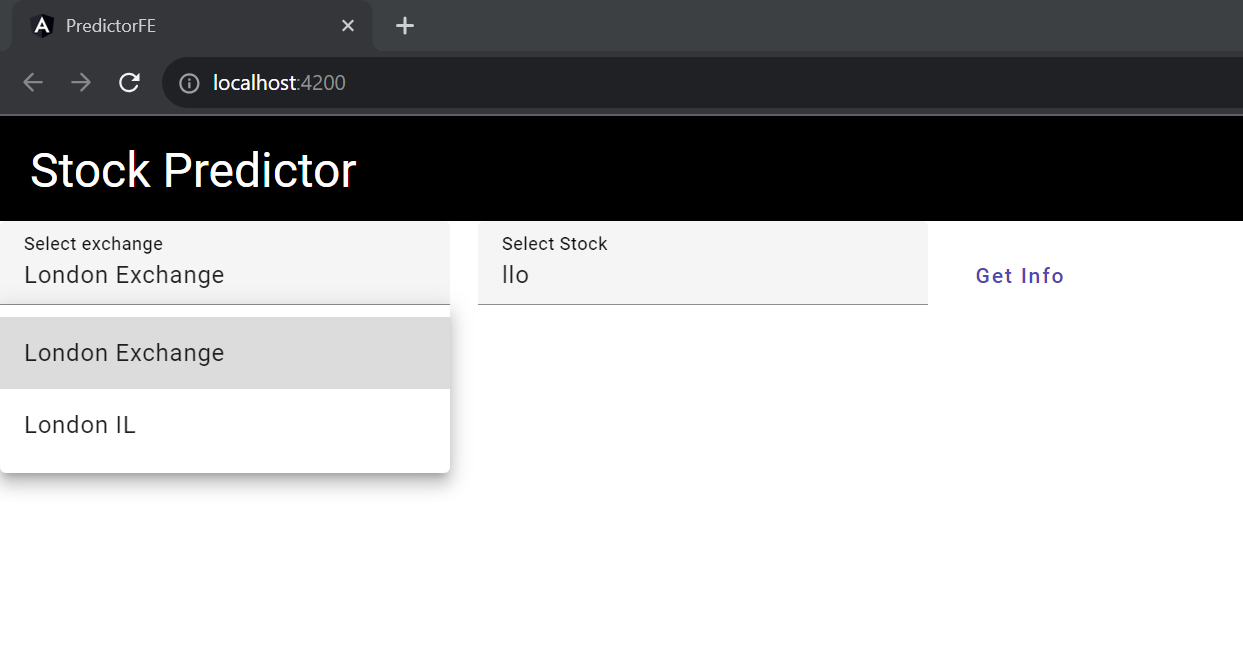 PredictorFE
localhost:4200
Stock Predictor
Select exchange
London Exchange
Select Stock
llo
Get Info
London Exchange
London IL